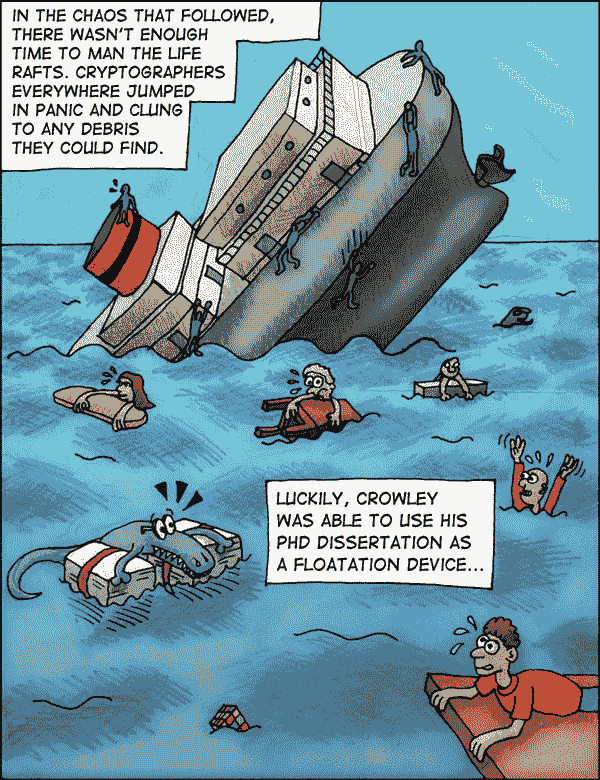 IN THE CHAOS THAT FOLLOWED,
THERE WASN'T ENOUGH
TIME TO MAN THE LIFE
RAFTS. CRYPTOGRAPHERS
EVERYWHERE JUMPED
IN PANIC AND CLUNG
TO ANY DEBRIS
THEY COULD FIND.
LUCKILY, CROWLEY
WAS ABLE TO USE HIS
PHD DISSERTATION AS
A FLOATATION DEVICE...